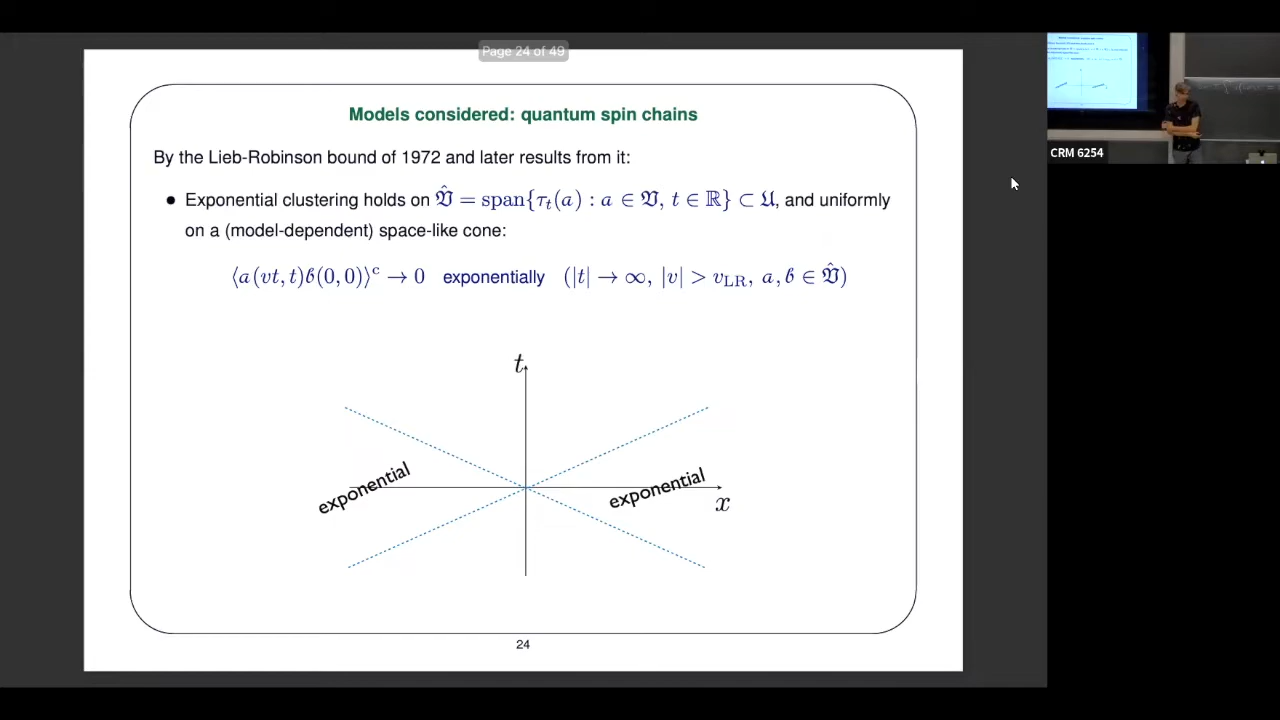 Page 24 of 49
Models considered: quantum spin chains
By the Lieb-Robinson bound of 1972 and later results from it:
• Exponential clustering holds on 𝔙̂ = span{τₜ(a) : a ∈ 𝔙, t ∈ ℝ} ⊂ 𝔘, and uniformly
on a (model-dependent) space-like cone:
⟨a(vt, t)𝒷(0, 0)⟩ᶜ → 0 exponentially (|t| → ∞, |v| > v_LR, a, 𝒷 ∈ 𝔙̂)
t
exponential
exponential
x
24
CRM 6254